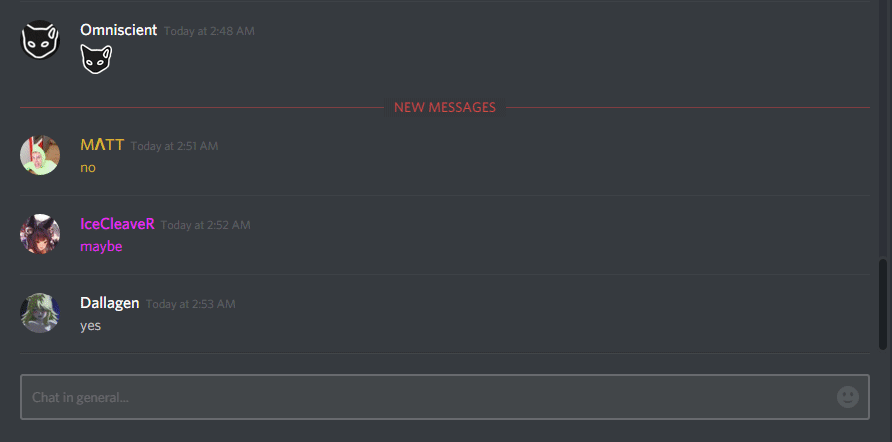 Omniscient Today at 2:48 AM
NEW MESSAGES
MΛTT Today at 2:51 AM
no
IceCleaveR Today at 2:52 AM
maybe
Dallagen Today at 2:53 AM
yes
Chat in general...